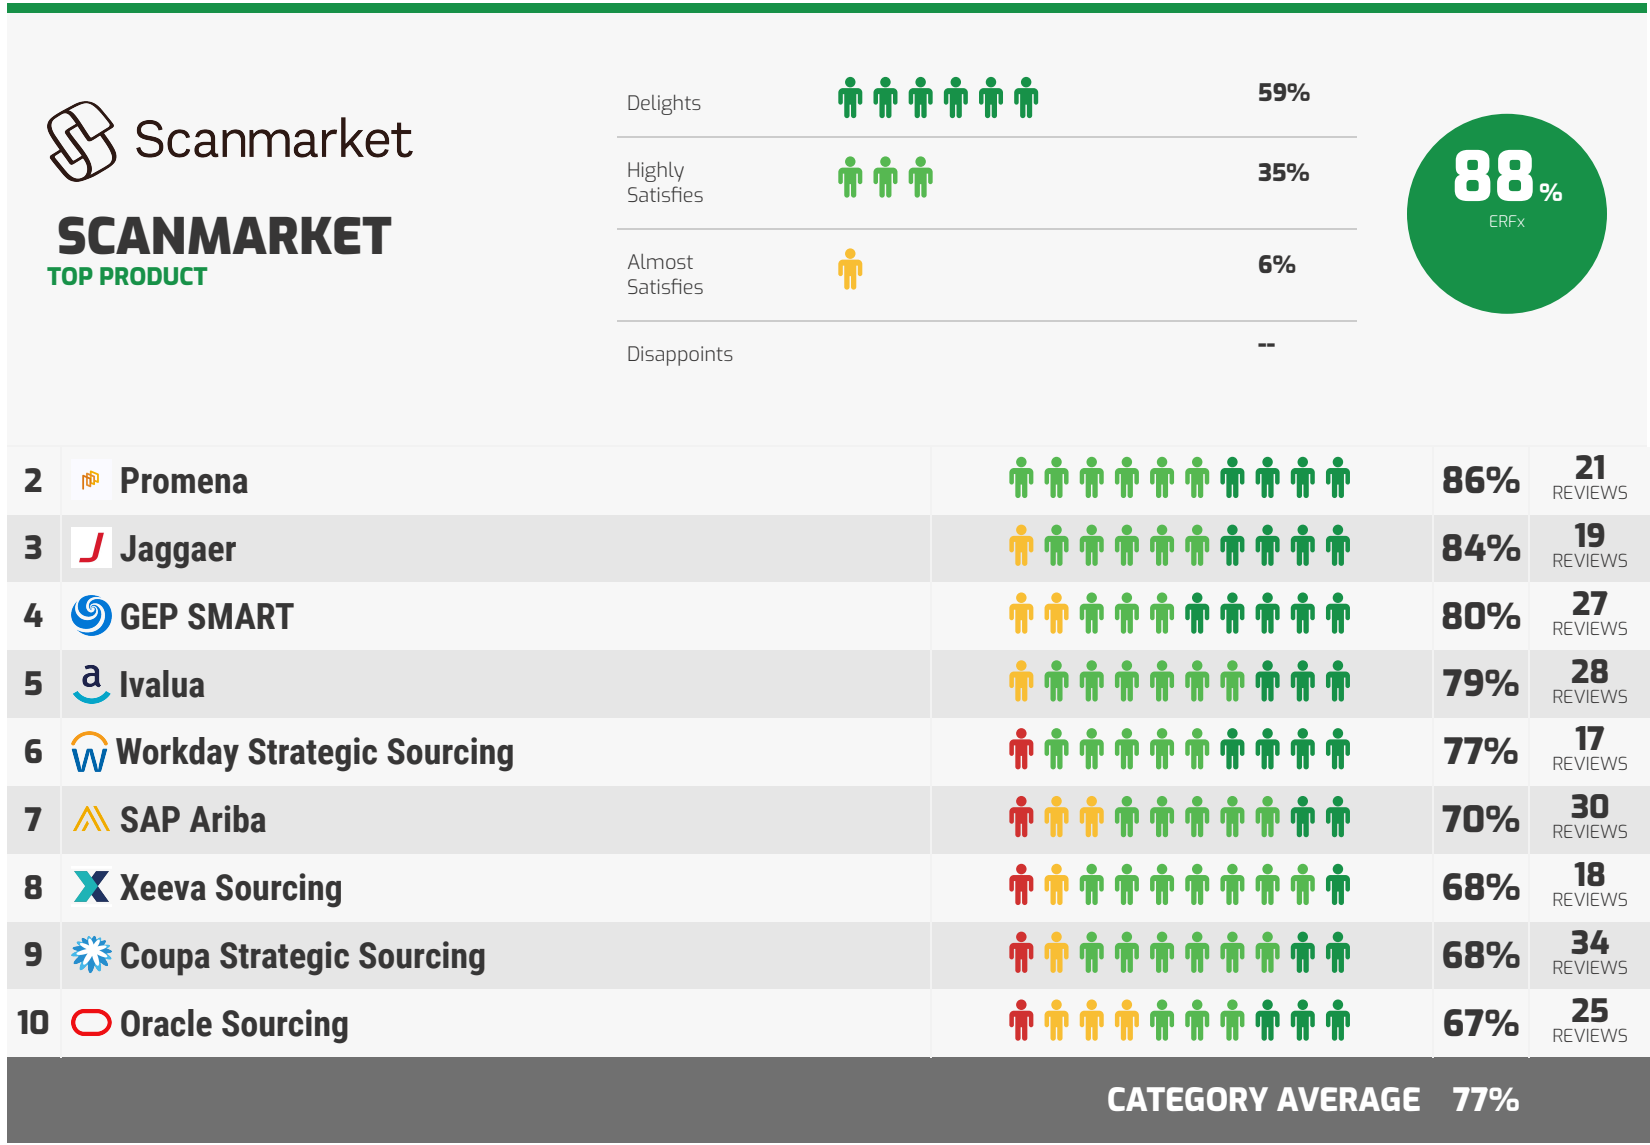 Scanmarket
SCANMARKET
TOP PRODUCT
Delights
59%
Highly
Satisfies
35%
Almost
Satisfies
6%
Disappoints
--
88%
ERFx
2 Promena 86% 21
REVIEWS
3 Jaggaer 84% 19
REVIEWS
4 GEP SMART 80% 27
REVIEWS
5 Ivalua 79% 28
REVIEWS
6 Workday Strategic Sourcing 77% 17
REVIEWS
7 SAP Ariba 70% 30
REVIEWS
8 Xeeva Sourcing 68% 18
REVIEWS
9 Coupa Strategic Sourcing 68% 34
REVIEWS
10 Oracle Sourcing 67% 25
REVIEWS
CATEGORY AVERAGE 77%